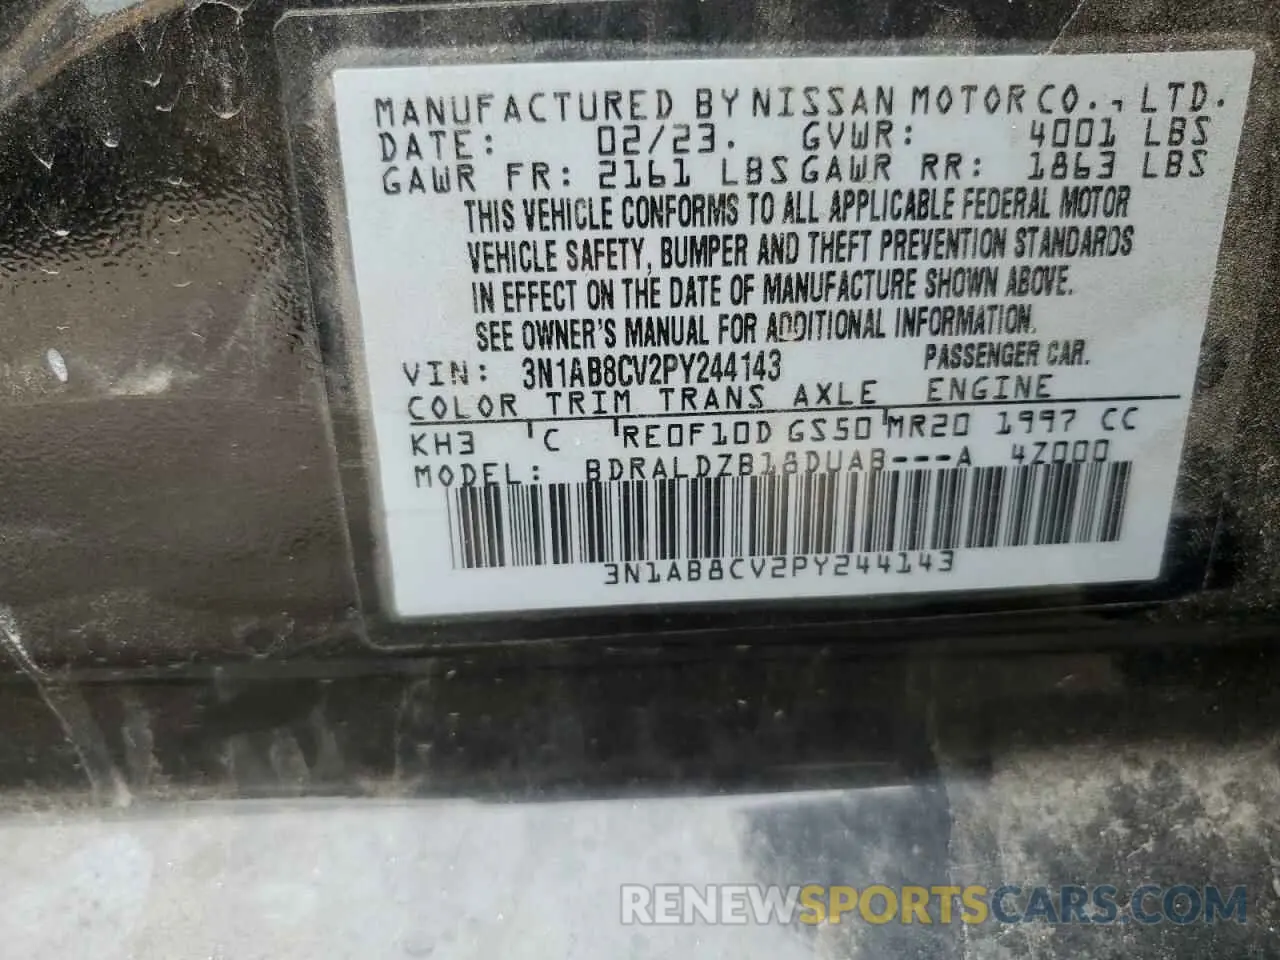 MANUFACTURED BY NISSAN MOTOR CO., LTD.
DATE: 02/23. GVWR: 4001 LBS
GAWR FR: 2161 LBS GAWR RR: 1863 LBS
THIS VEHICLE CONFORMS TO ALL APPLICABLE FEDERAL MOTOR
VEHICLE SAFETY, BUMPER AND THEFT PREVENTION STANDARDS
IN EFFECT ON THE DATE OF MANUFACTURE SHOWN ABOVE.
SEE OWNER'S MANUAL FOR ADDITIONAL INFORMATION.
VIN: 3N1AB8CV2PY244143 PASSENGER CAR.
COLOR TRIM TRANS AXLE ENGINE
KH3 C RE0F10D GS50 MR20 1997 CC
MODEL: BDRALDZB18DUAB---A 4Z000
3N1AB8CV2PY244143
RENEWSPORTSCARS.COM